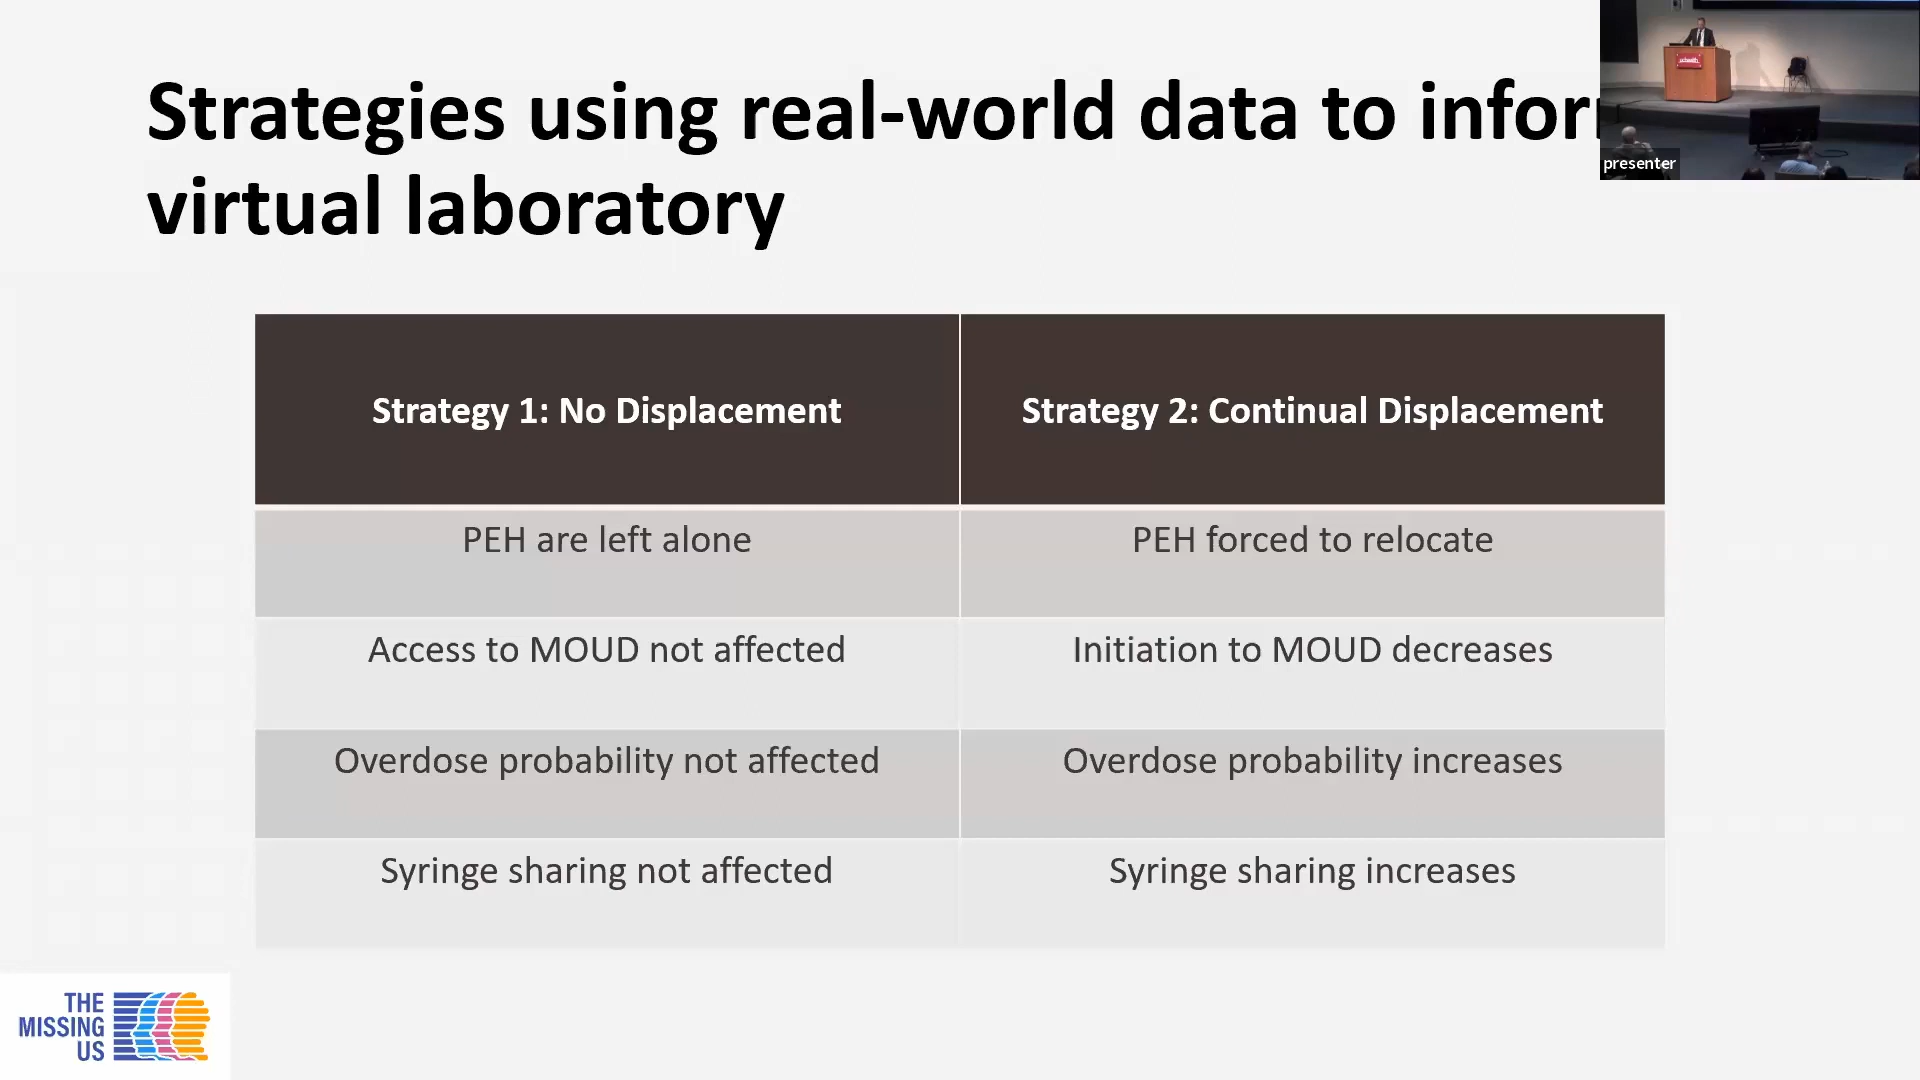 Strategies using real-world data to infor
virtual laboratory
presenter
Strategy 1: No Displacement
Strategy 2: Continual Displacement
PEH are left alone
PEH forced to relocate
Access to MOUD not affected
Initiation to MOUD decreases
Overdose probability not affected
Overdose probability increases
Syringe sharing not affected
Syringe sharing increases
THE
MISSING
US